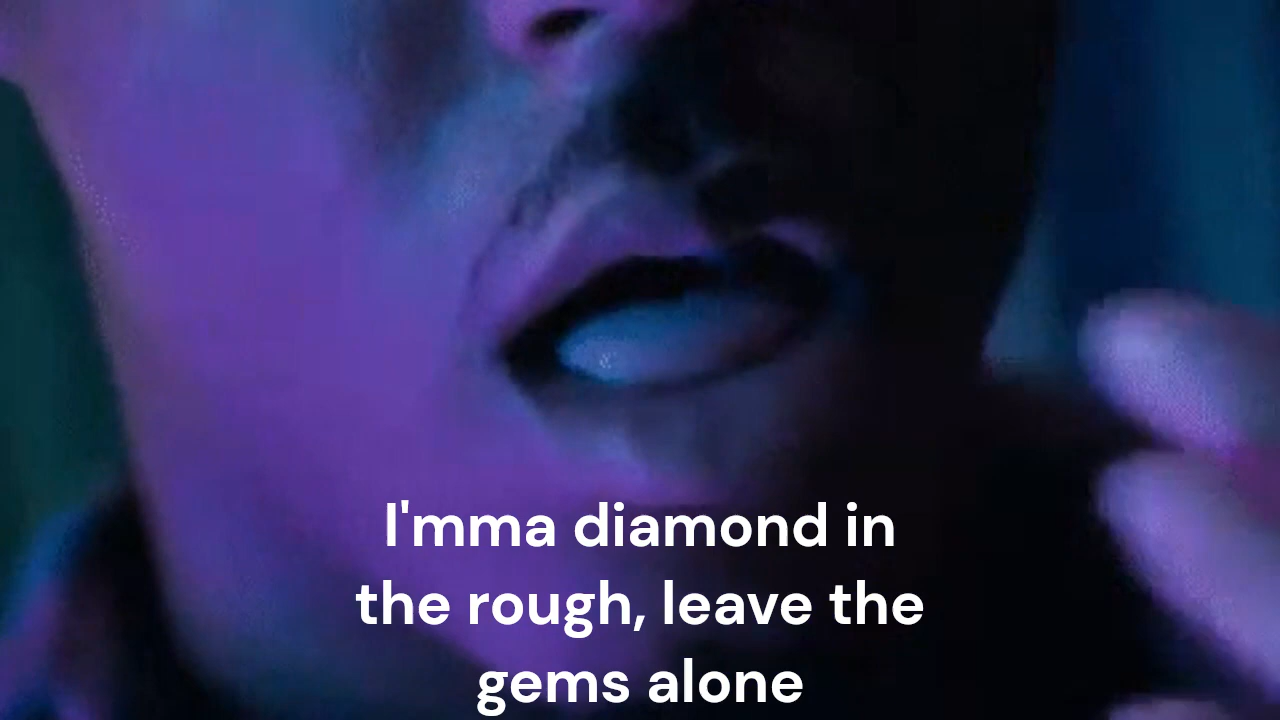 I'mma diamond in
the rough, leave the
gems alone